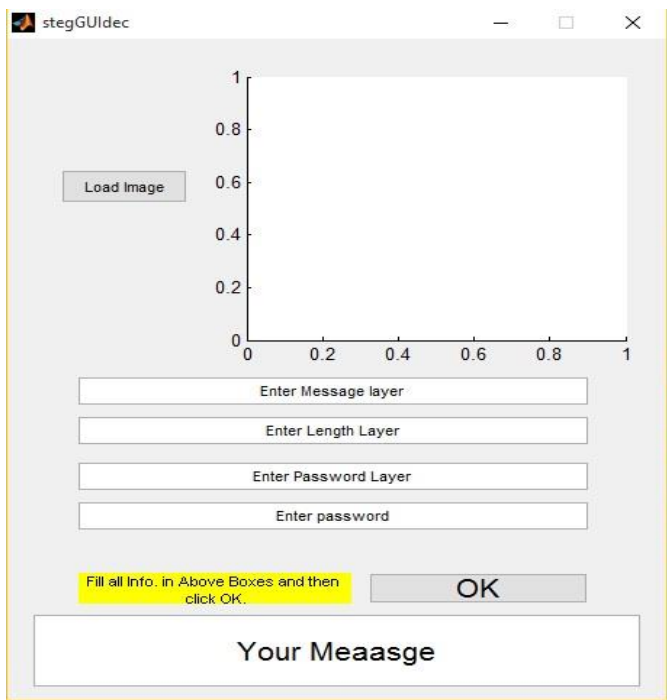 stegGUIdec
1
0.8
Load Image
0.6
0.4
0.2
0
0 0.2 0.4 0.6 0.8 1
Enter Message layer
Enter Length Layer
Enter Password Layer
Enter password
Fill all Info. in Above Boxes and then
click OK.
OK
Your Meaasge